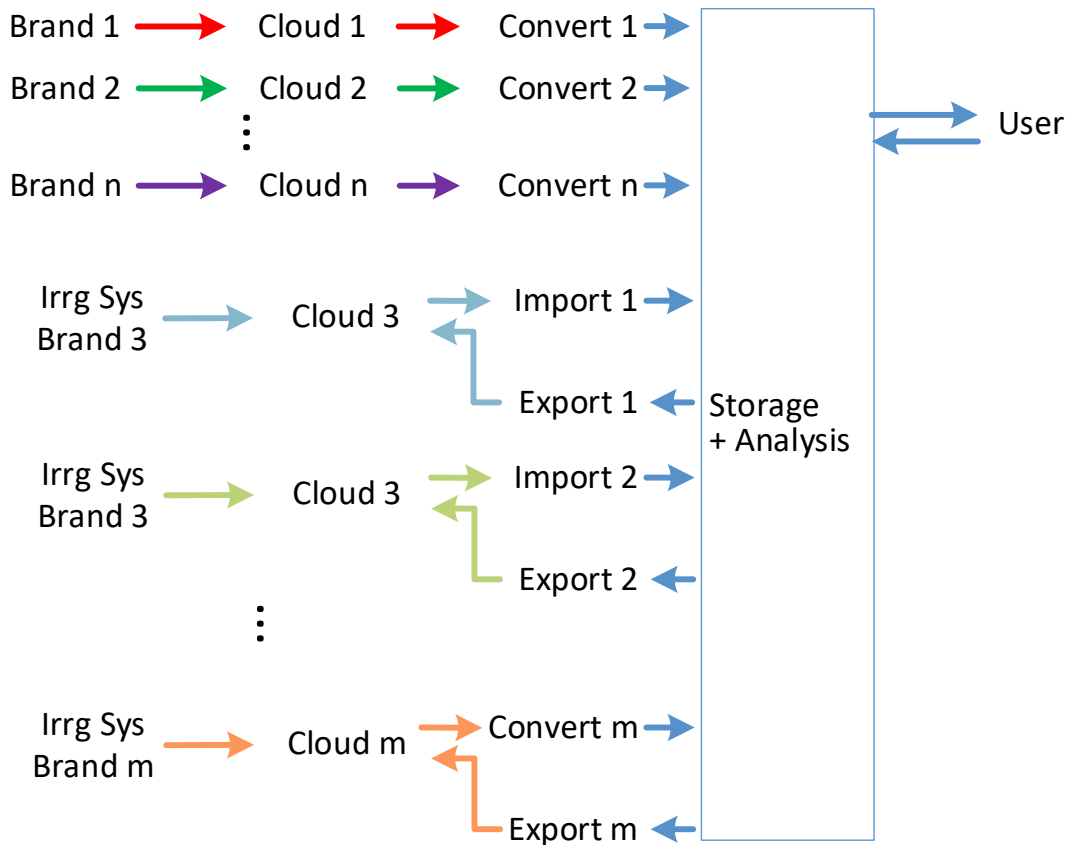 Brand 1 Cloud 1 Convert 1
Brand 2 Cloud 2 Convert 2
User
Brand n Cloud n Convert n
Irrg Sys
Brand 3
Cloud 3
Import 1
Export 1
Storage
+ Analysis
Irrg Sys
Brand 3
Cloud 3
Import 2
Export 2
Irrg Sys
Brand m
Cloud m
Convert m
Export m